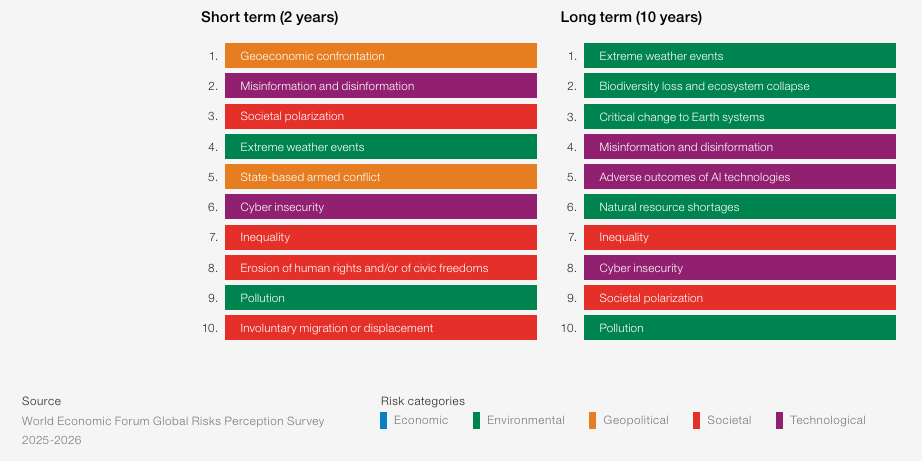 Short term (2 years)
1. Geoeconomic confrontation
2. Misinformation and disinformation
3. Societal polarization
4. Extreme weather events
5. State-based armed conflict
6. Cyber insecurity
7. Inequality
8. Erosion of human rights and/or of civic freedoms
9. Pollution
10. Involuntary migration or displacement
Long term (10 years)
1. Extreme weather events
2. Biodiversity loss and ecosystem collapse
3. Critical change to Earth systems
4. Misinformation and disinformation
5. Adverse outcomes of AI technologies
6. Natural resource shortages
7. Inequality
8. Cyber insecurity
9. Societal polarization
10. Pollution
Source
World Economic Forum Global Risks Perception Survey
2025-2026
Risk categories
Economic Environmental Geopolitical Societal Technological